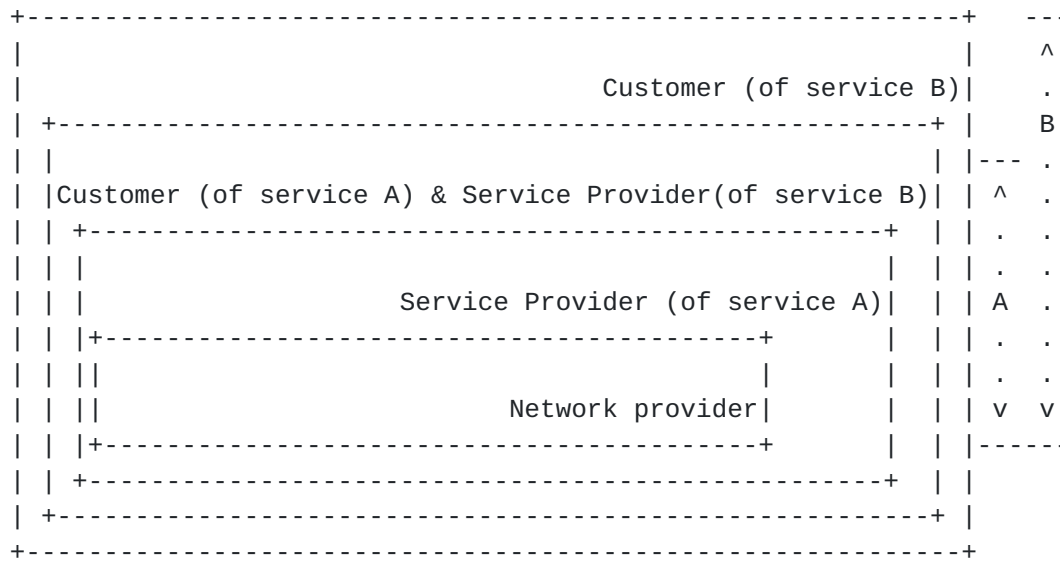 Customer (of service B)
B
Customer (of service A) & Service Provider(of service B)
Service Provider (of service A)
A
Network provider
v v